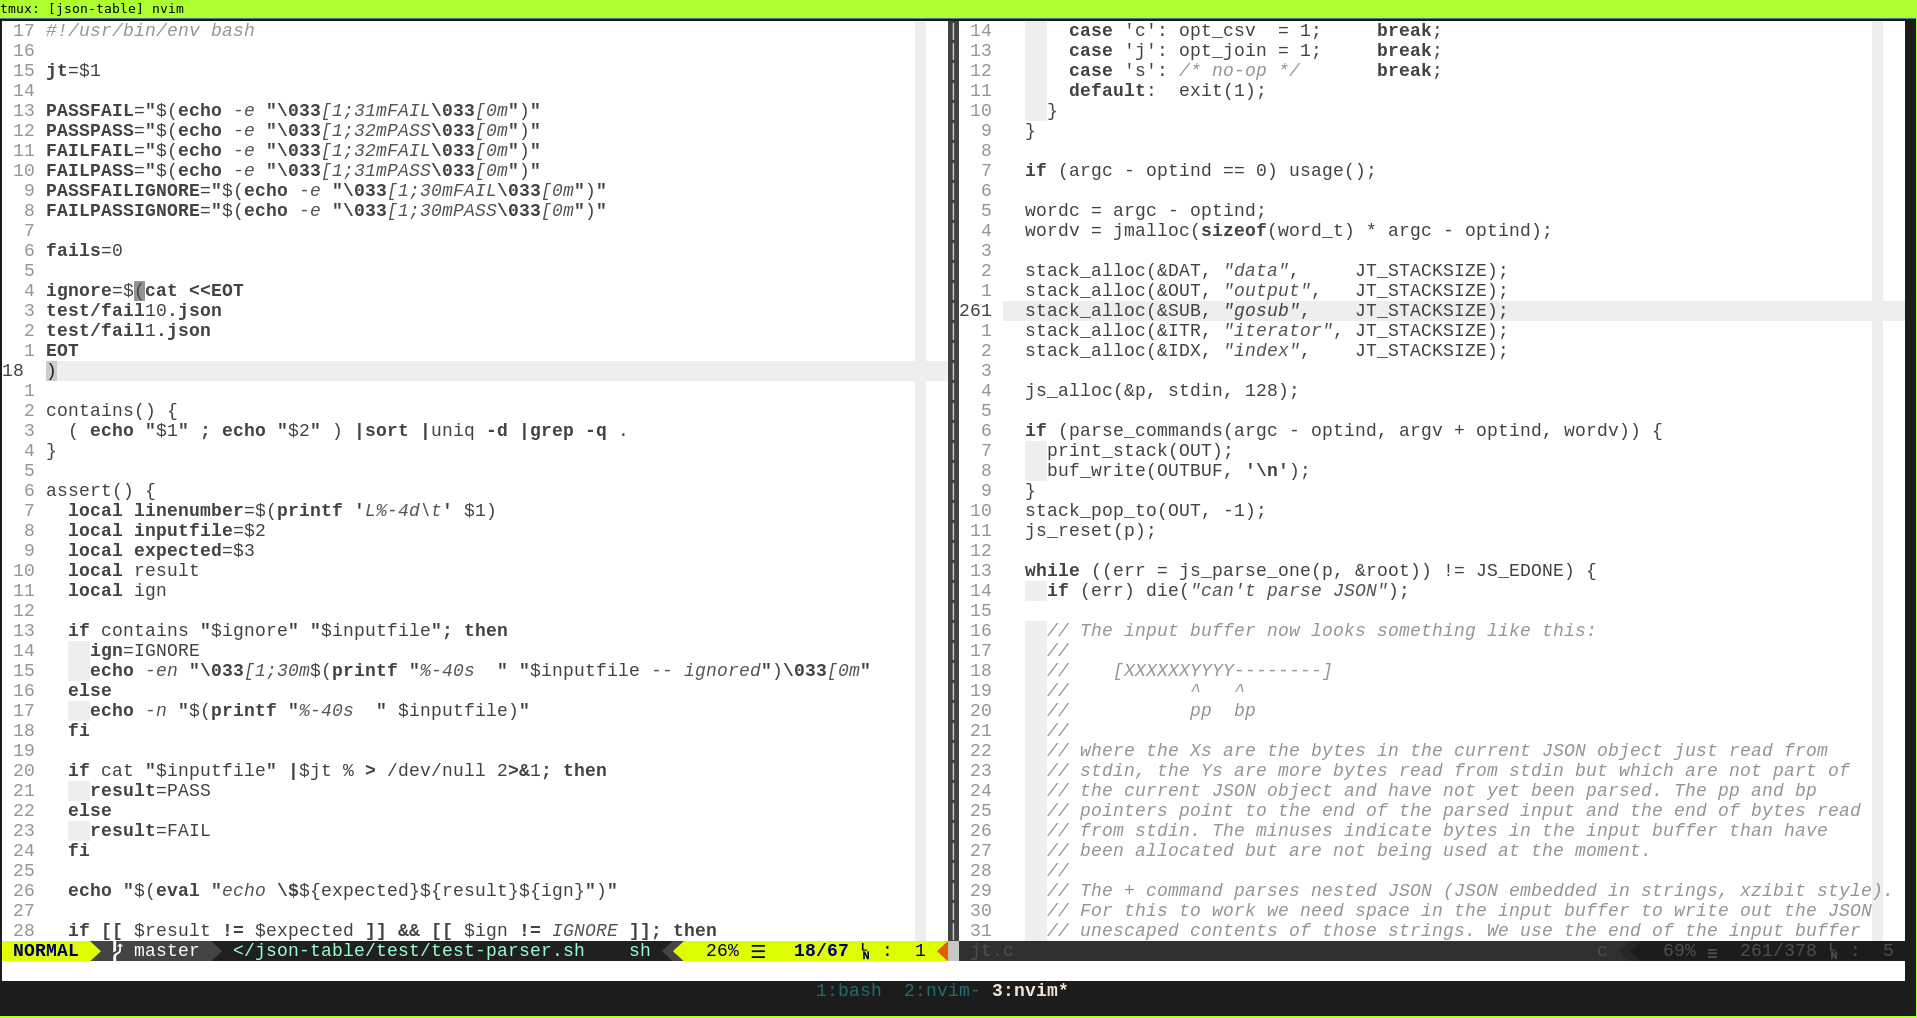 tmux: [json-table] nvim
17 #!/usr/bin/env bash
16
15 jt=$1
14
13 PASSFAIL="$(echo -e "\033[1;31mFAIL\033[0m")"
12 PASSPASS="$(echo -e "\033[1;32mPASS\033[0m")"
11 FAILFAIL="$(echo -e "\033[1;32mFAIL\033[0m")"
10 FAILPASS="$(echo -e "\033[1;31mPASS\033[0m")"
9 PASSFAILIGNORE="$(echo -e "\033[1;30mFAIL\033[0m")"
8 FAILPASSIGNORE="$(echo -e "\033[1;30mPASS\033[0m")"
7
6 fails=0
5
4 ignore=$(cat <<EOT
3 test/fail10.json
2 test/fail1.json
1 EOT
18 )
1
2 contains() {
3   ( echo "$1" ; echo "$2" ) |sort |uniq -d |grep -q .
4 }
5
6 assert() {
7   local linenumber=$(printf 'L%-4d\t' $1)
8   local inputfile=$2
9   local expected=$3
10   local result
11   local ign
12
13   if contains "$ignore" "$inputfile"; then
14     ign=IGNORE
15     echo -en "\033[1;30m$(printf "%-40s  " "$inputfile -- ignored")\033[0m"
16   else
17     echo -n "$(printf "%-40s  " $inputfile)"
18   fi
19
20   if cat "$inputfile" |$jt % > /dev/null 2>&1; then
21     result=PASS
22   else
23     result=FAIL
24   fi
25
26   echo "$(eval "echo \$${expected}${result}${ign}")"
27
28   if [[ $result != $expected ]] && [[ $ign != IGNORE ]]; then
NORMAL master </json-table/test/test-parser.sh sh 26% ☰ 18/67 ␤ : 1
14     case 'c': opt_csv  = 1;     break;
13     case 'j': opt_join = 1;     break;
12     case 's': /* no-op */       break;
11     default:  exit(1);
10   }
9 }
8
7 if (argc - optind == 0) usage();
6
5 wordc = argc - optind;
4 wordv = jmalloc(sizeof(word_t) * argc - optind);
3
2 stack_alloc(&DAT, "data",     JT_STACKSIZE);
1 stack_alloc(&OUT, "output",   JT_STACKSIZE);
261 stack_alloc(&SUB, "gosub",    JT_STACKSIZE);
1 stack_alloc(&ITR, "iterator", JT_STACKSIZE);
2 stack_alloc(&IDX, "index",    JT_STACKSIZE);
3
4 js_alloc(&p, stdin, 128);
5
6 if (parse_commands(argc - optind, argv + optind, wordv)) {
7   print_stack(OUT);
8   buf_write(OUTBUF, '\n');
9 }
10 stack_pop_to(OUT, -1);
11 js_reset(p);
12
13 while ((err = js_parse_one(p, &root)) != JS_EDONE) {
14   if (err) die("can't parse JSON");
15
16   // The input buffer now looks something like this:
17   //
18   //    [XXXXXXYYYY--------]
19   //           ^   ^
20   //           pp  bp
21   //
22   // where the Xs are the bytes in the current JSON object just read from
23   // stdin, the Ys are more bytes read from stdin but which are not part of
24   // the current JSON object and have not yet been parsed. The pp and bp
25   // pointers point to the end of the parsed input and the end of bytes read
26   // from stdin. The minuses indicate bytes in the input buffer than have
27   // been allocated but are not being used at the moment.
28   //
29   // The + command parses nested JSON (JSON embedded in strings, xzibit style).
30   // For this to work we need space in the input buffer to write out the JSON
31   // unescaped contents of those strings. We use the end of the input buffer
jt.c c 69% ☰ 261/378 ␤ : 5
1:bash  2:nvim- 3:nvim*